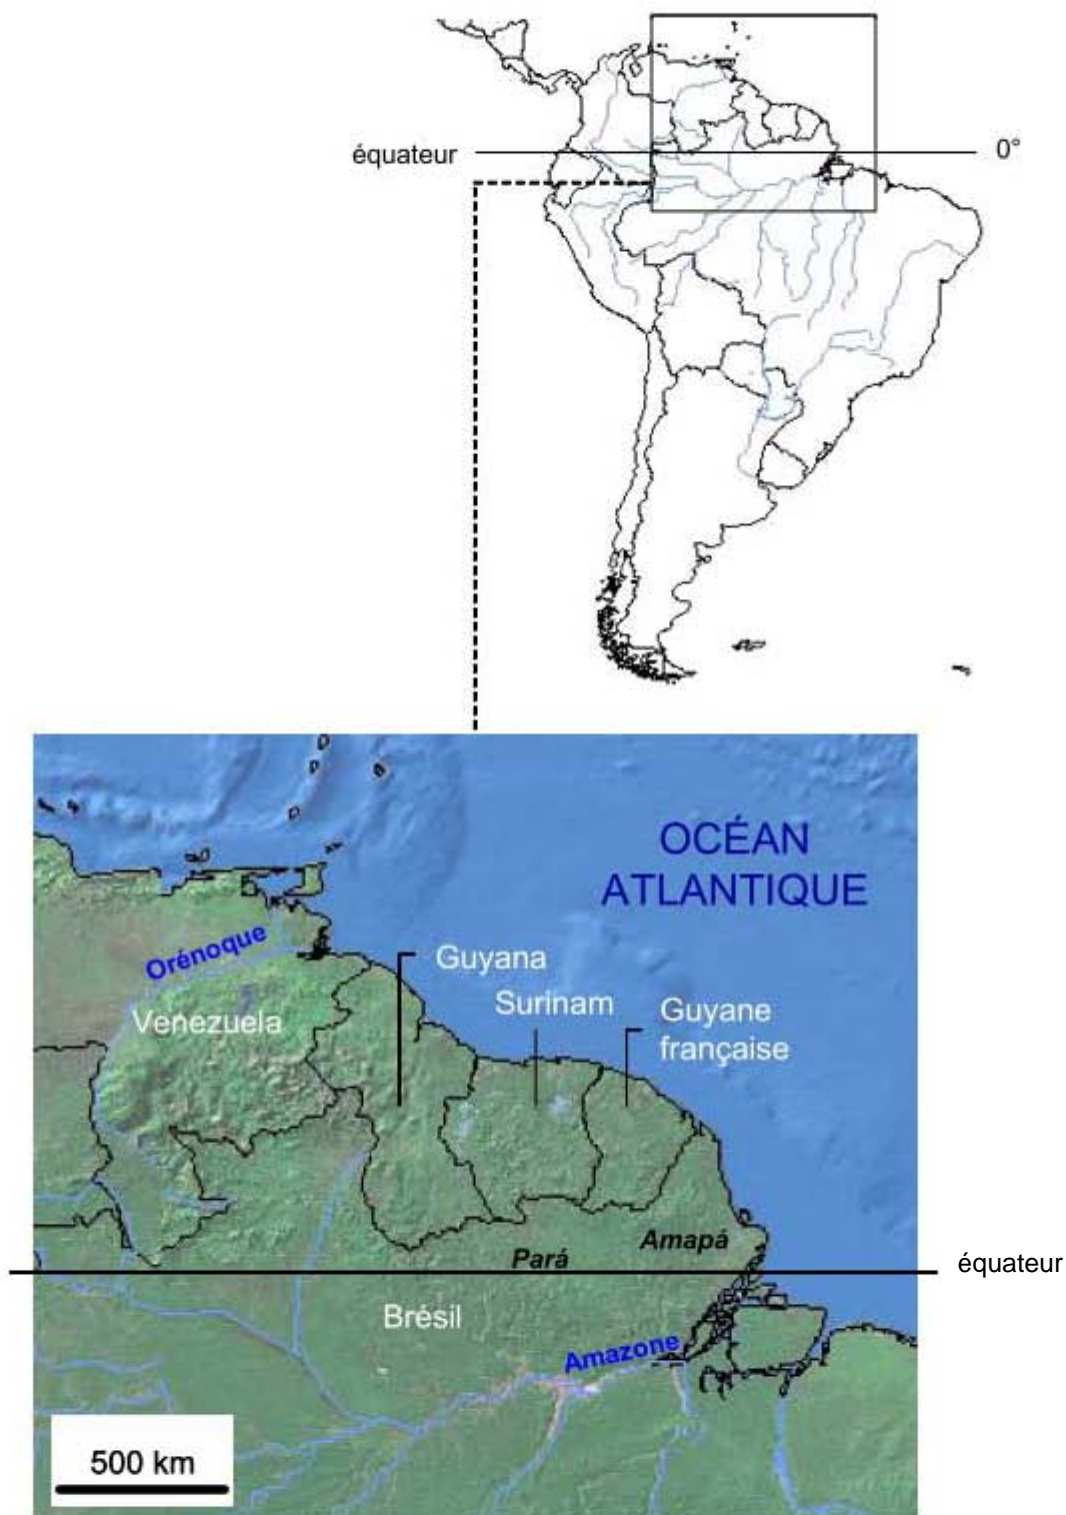 équateur
0°
OCÉAN
ATLANTIQUE
Orénoque
Guyana
Venezuela
Surinam
Guyane
française
Amapá
Pará
équateur
Brésil
Amazone
500 km